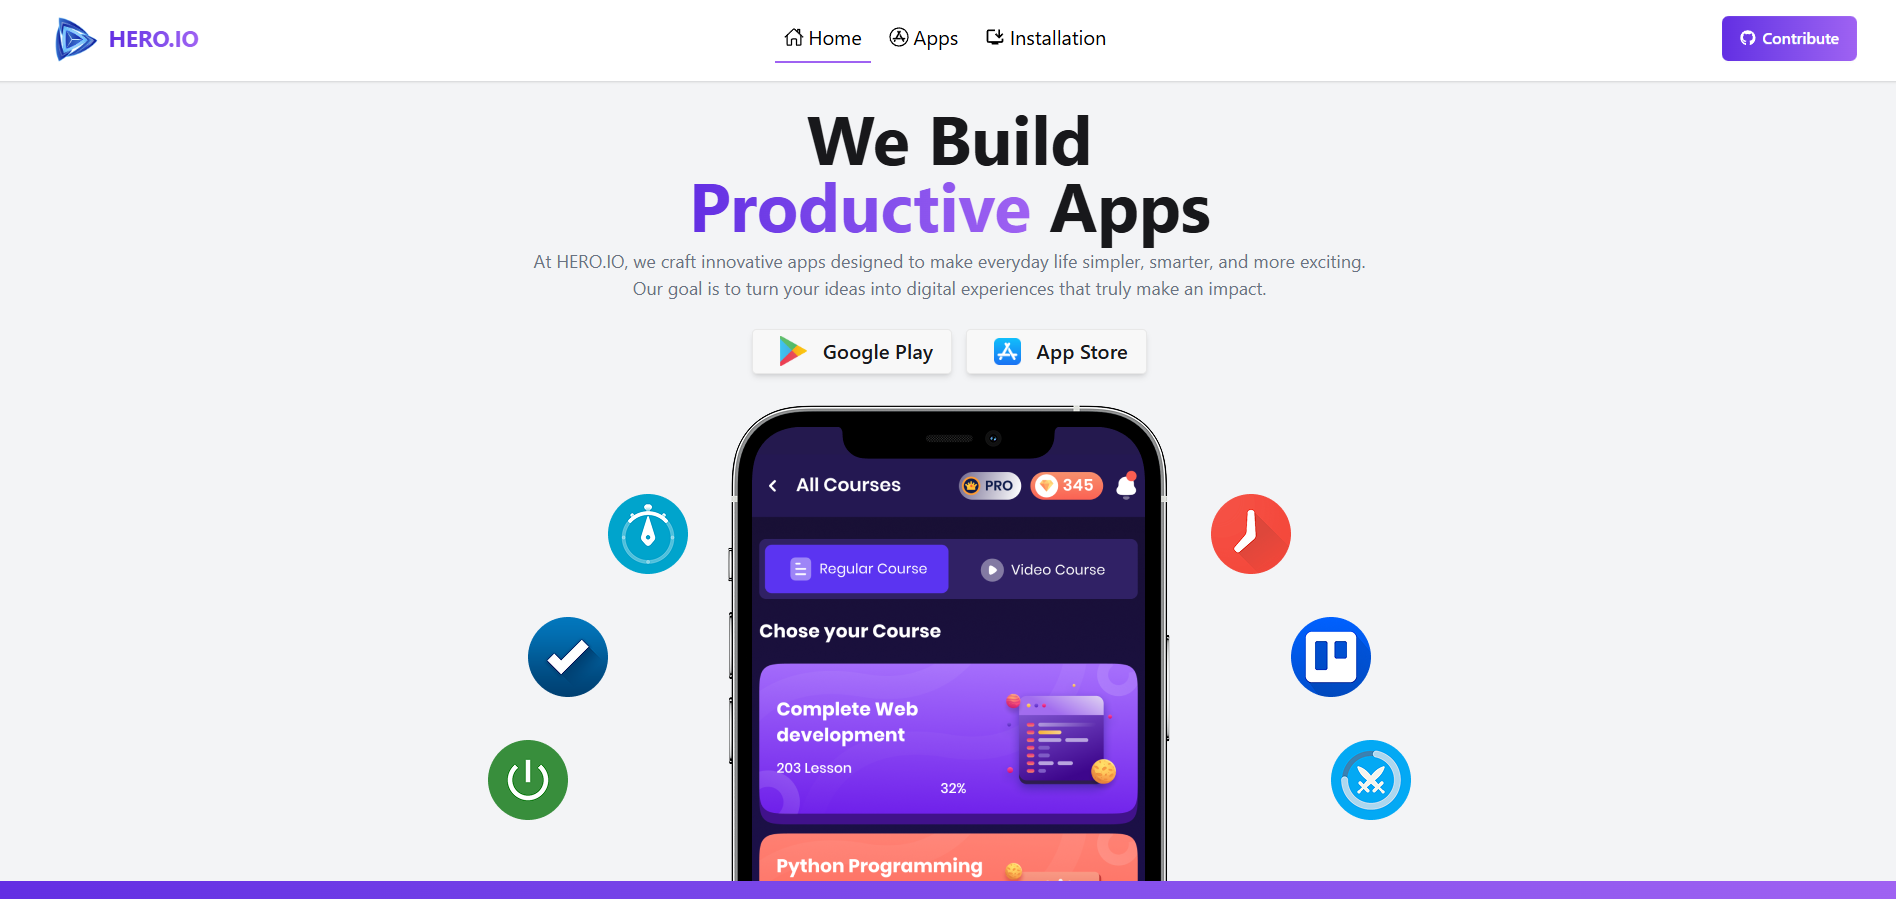 HERO.IO
Home
Apps
Installation
Contribute
We Build
Productive Apps
At HERO.IO, we craft innovative apps designed to make everyday life simpler, smarter, and more exciting.
Our goal is to turn your ideas into digital experiences that truly make an impact.
Google Play
App Store
All Courses
PRO
345
Regular Course
Video Course
Chose your Course
Complete Web
development
203 Lesson
32%
Python Programming